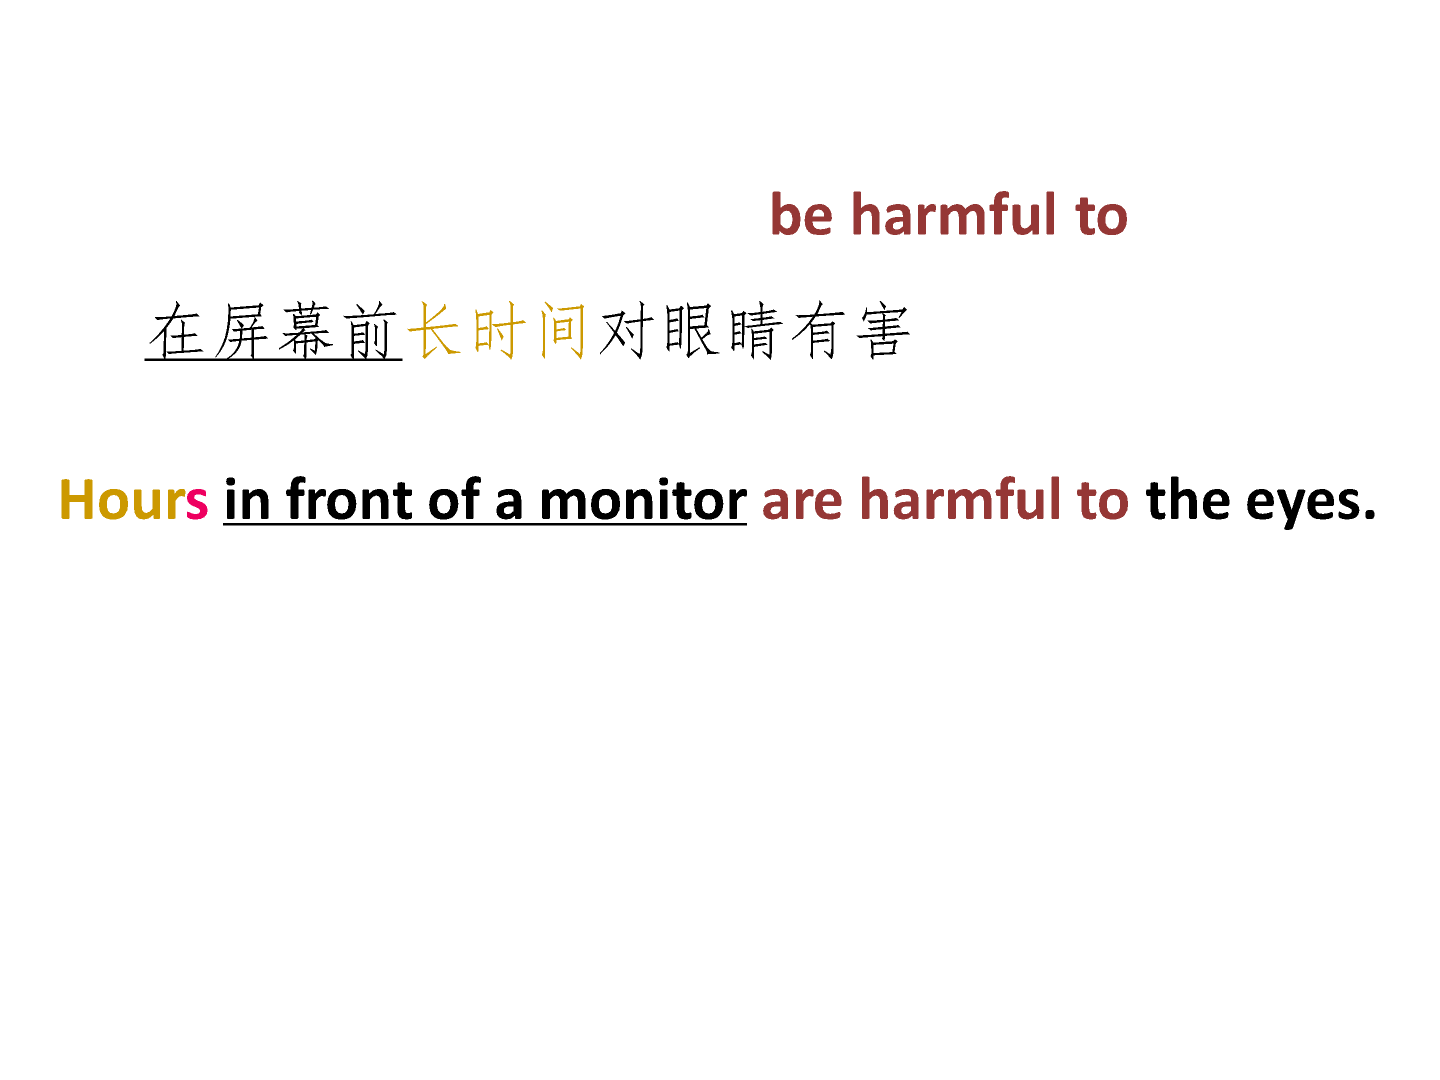 be harmful to
在屏幕前长时间对眼睛有害
Hours in front of a monitor are harmful to the eyes.